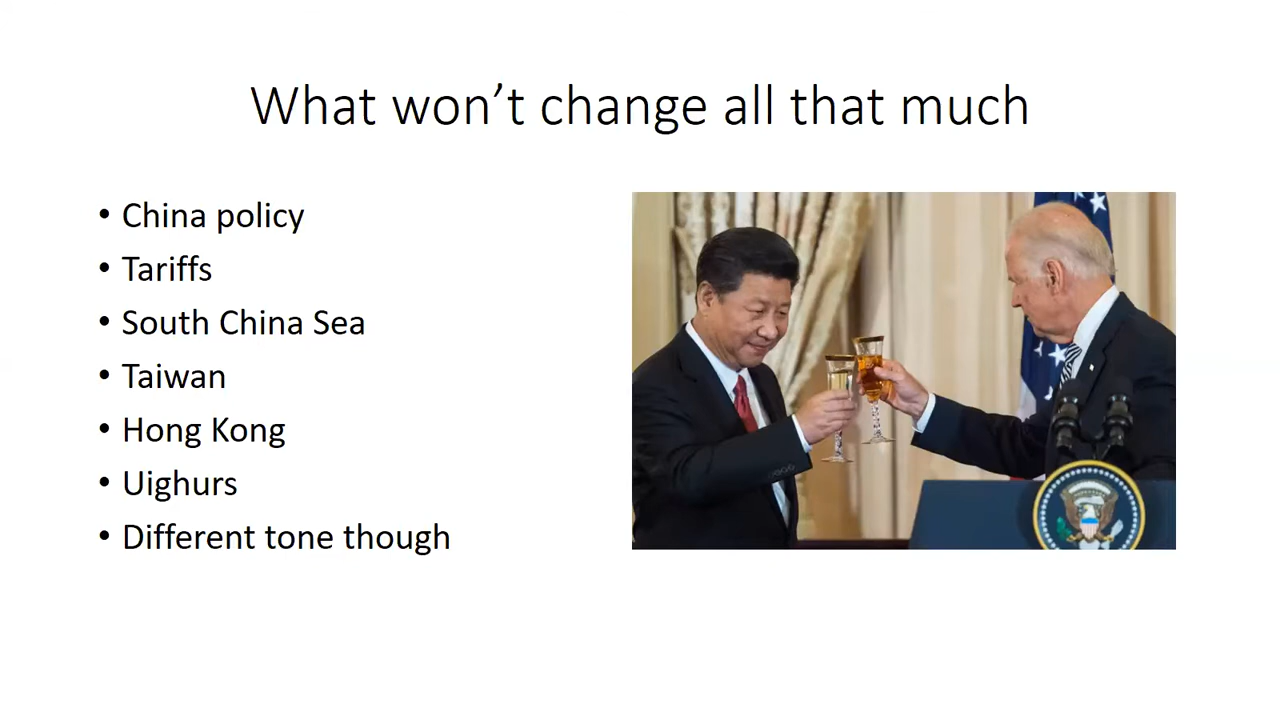 What won’t change all that much
• China policy
• Tariffs
• South China Sea
• Taiwan
• Hong Kong
• Uighurs
• Different tone though